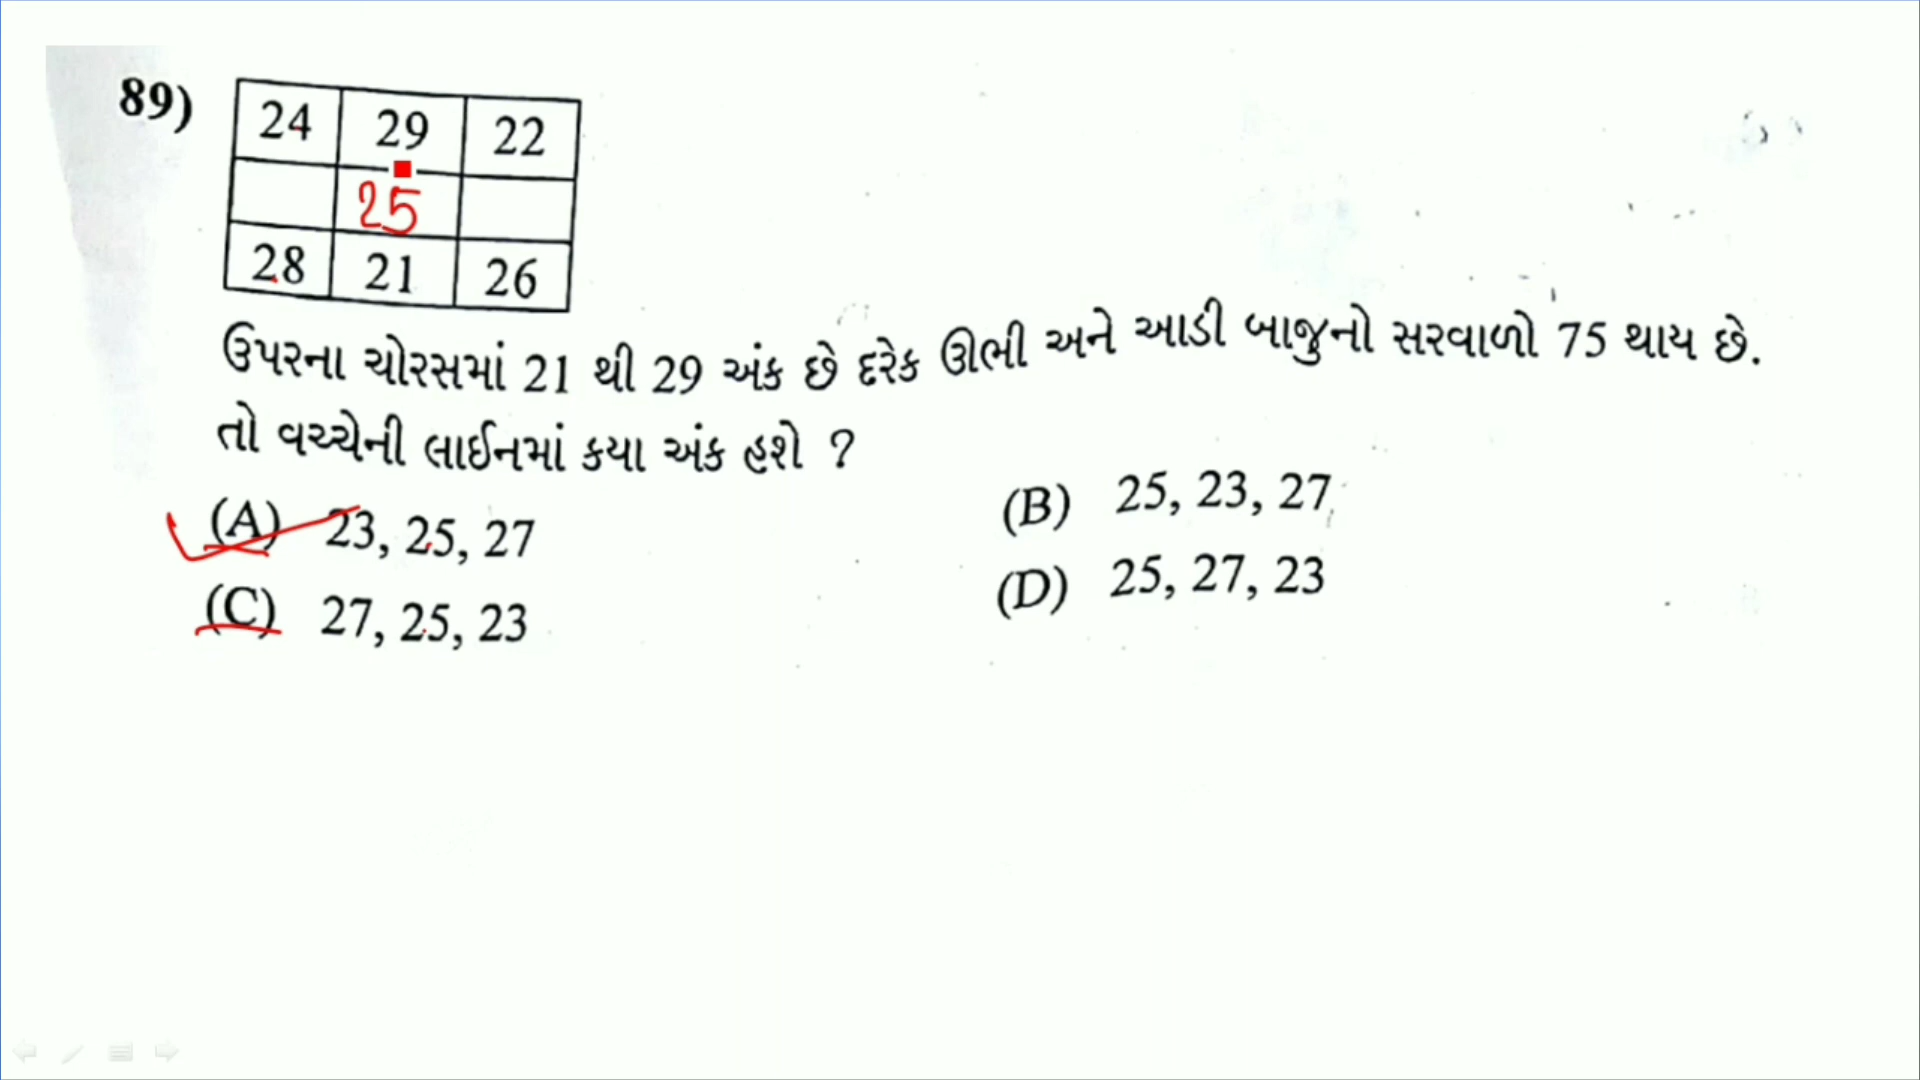 89)
24 29 22
25
28 21 26
ઉપરના ચોરસમાં 21 થી 29 અંક છે દરેક ઊભી અને આડી બાજુનો સરવાળો 75 થાય છે.
તો વચ્ચેની લાઈનમાં કયા અંક હશે ?
(A) 23, 25, 27
(B) 25, 23, 27
(C) 27, 25, 23
(D) 25, 27, 23